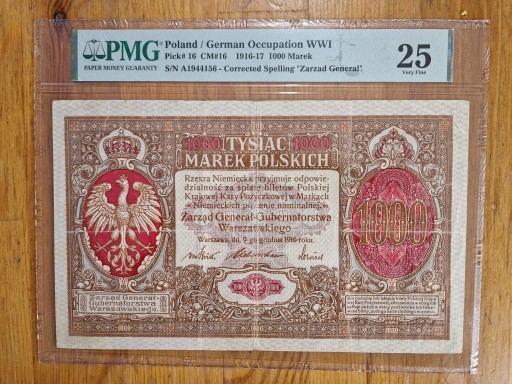 PMG
PAPER MONEY GUARANTY
Poland / German Occupation WWI
Pick# 16 CM#16 1916-17 1000 Marek
S/N A1944156 - Corrected Spelling "Zarzad General"
25
Very Fine
1000 TYSIĄC 1000
MAREK POLSKICH
Rzesza Niemiecka przyjmuje odpowie-
dzialność za spłatę biletów Polskiej
Krajowej Kasy Pożyczkowej w Markach
Niemieckich po cenie nominalnej.
Zarząd Generał-Gubernatorstwa
Warszawskiego
Warszawa, dn. 9-go grudnia 1916 roku.
1000
Zarząd Generał-
Gubernatorstwa
Warszawskiego.